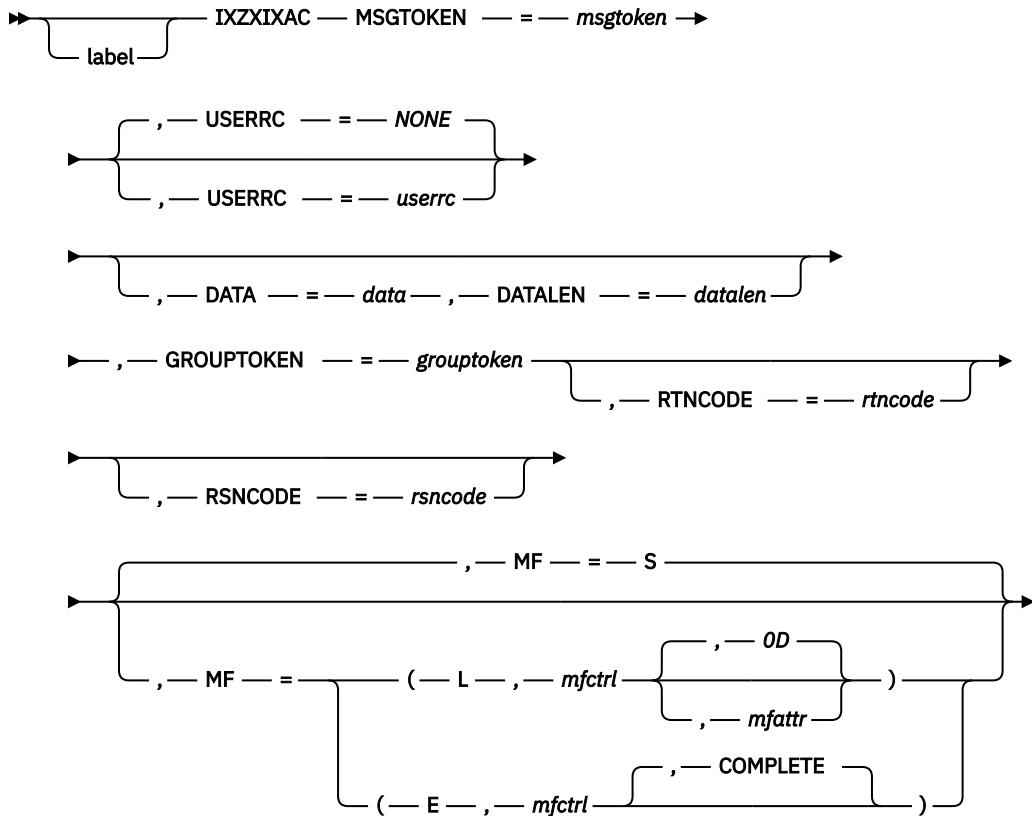 IXZXIXAC MSGTOKEN = msgtoken
label
, USERRC = NONE
, USERRC = userrc
, DATA = data , DATALEN = datalen
, GROUPTOKEN = grouptoken
, RTNCODE = rtncode
, RSNCODE = rsncode
, MF = S
, 0D
, MF = ( L , mfctrl )
, mfattr
, COMPLETE
( E , mfctrl )